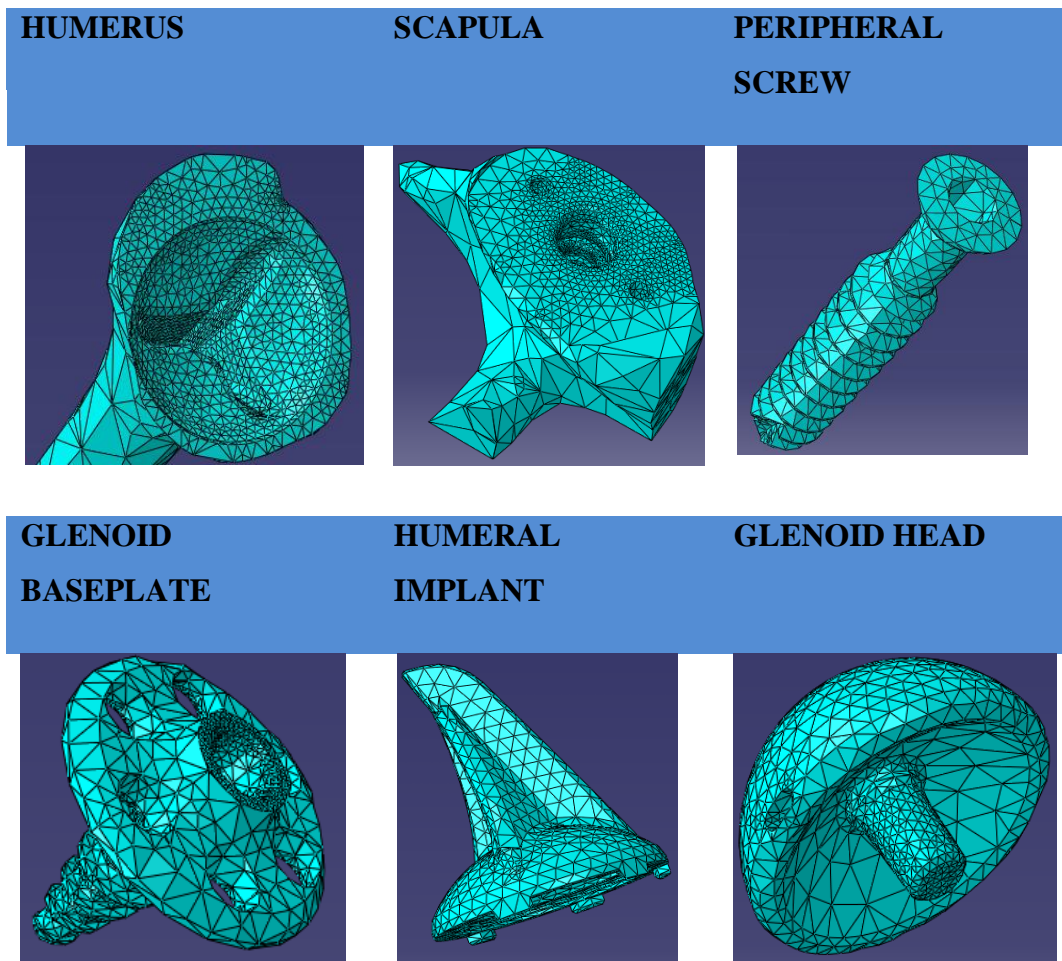 HUMERUS
SCAPULA
PERIPHERAL
SCREW
GLENOID
BASEPLATE
HUMERAL
IMPLANT
GLENOID HEAD